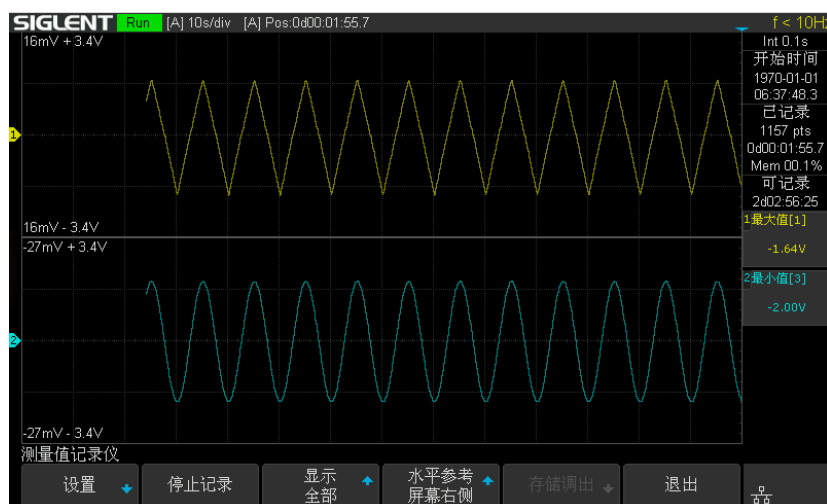 SIGLENT Run [A] 10s/div [A] Pos:0d00:01:55.7 f < 10Hz
16mV + 3.4V
1
16mV - 3.4V
-27mV + 3.4V
2
-27mV - 3.4V
Int 0.1s
开始时间
1970-01-01
06:37:48.3
已记录
1157 pts
0d00:01:55.7
Mem 00.1%
可记录
2d02:56:25
1最大值[1]
-1.64V
2最小值[3]
-2.00V
测量值记录仪
设置
停止记录
显示
全部
水平参考
屏幕右侧
存储调出
退出